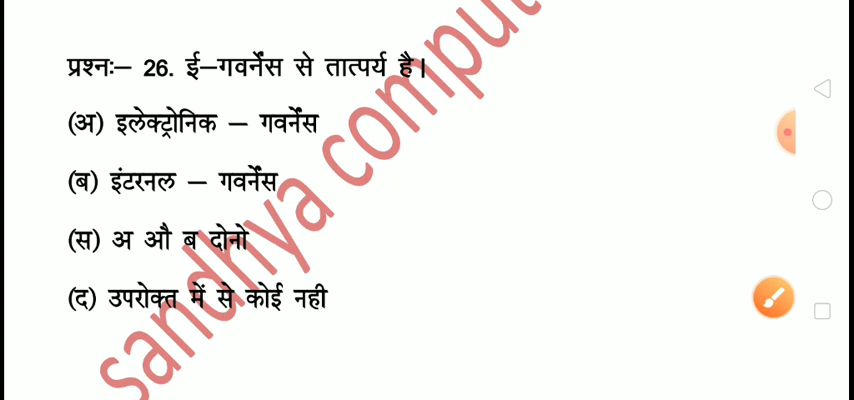 प्रश्नः– 26. ई–गवर्नेंस से तात्पर्य है।
(अ) इलेक्ट्रोनिक – गवर्नेंस
(ब) इंटरनल – गवर्नेंस
(स) अ औ ब दोनो
(द) उपरोक्त में से कोई नही
sandhya comput